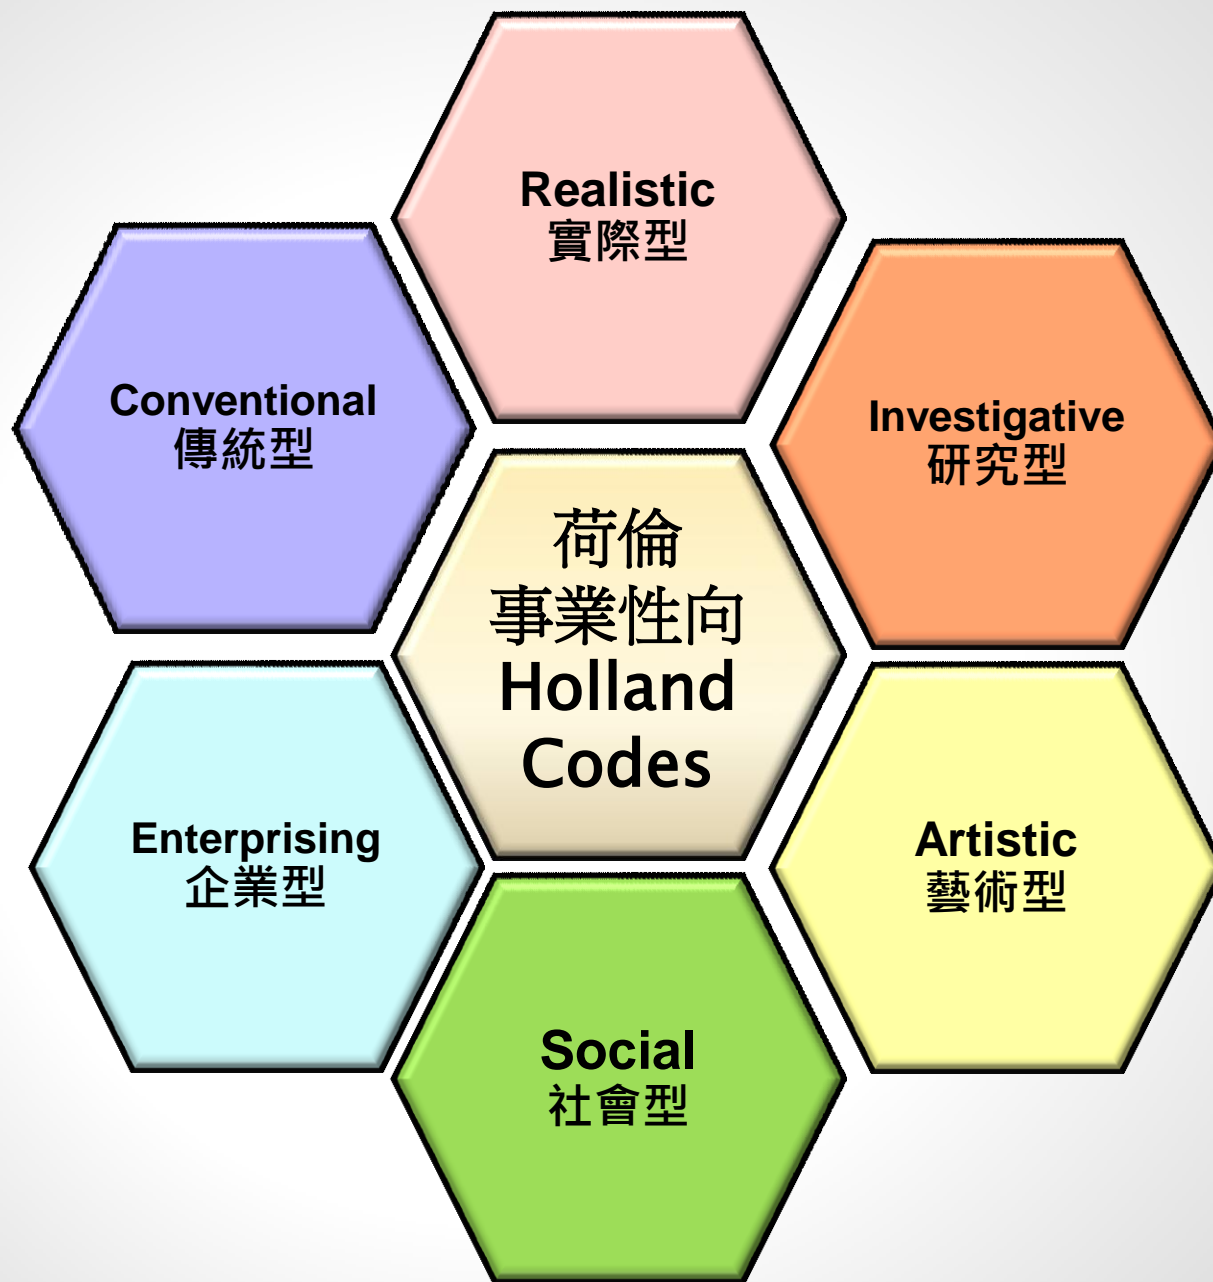 Realistic
實際型
Conventional
傳統型
Investigative
研究型
荷倫
事業性向
Holland
Codes
Enterprising
企業型
Artistic
藝術型
Social
社會型